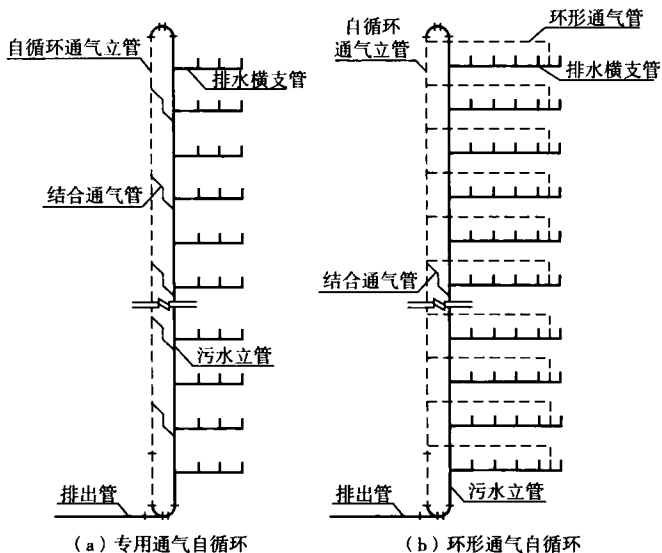 自循环通气立管
排水横支管
结合通气管
污水立管
排出管
(a)专用通气自循环
自循环
通气立管
环形通气管
排水横支管
结合通气管
排出管
污水立管
(b)环形通气自循环